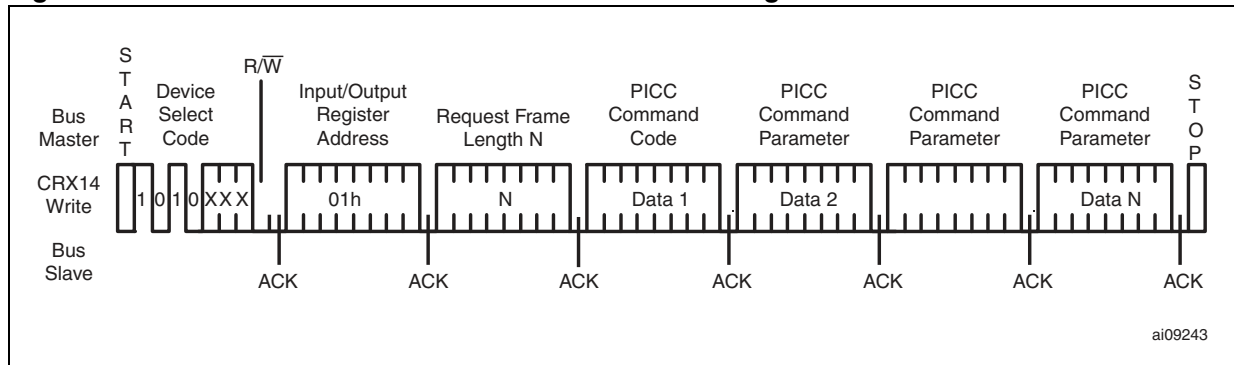 START
Bus Master
Device Select Code
R/W̅
Input/Output Register Address
Request Frame Length N
PICC Command Code
PICC Command Parameter
PICC Command Parameter
PICC Command Parameter
STOP
CRX14 Write
1 0 1 0 X X X
01h
N
Data 1
Data 2
Data N
Bus Slave
ACK
ACK
ACK
ACK
ACK
ACK
ACK
ai09243